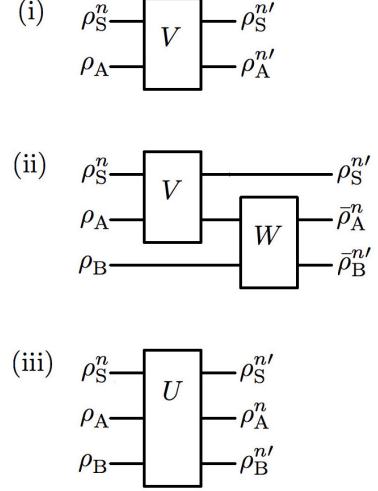 (i) ρ_S^n V ρ_S^{n′}
ρ_A ρ_A^{n′}
(ii) ρ_S^n V ρ_S^{n′}
ρ_A W ρ̄_A^n
ρ_B ρ̄_B^{n′}
(iii) ρ_S^n U ρ_S^{n′}
ρ_A ρ_A^n
ρ_B ρ_B^{n′}